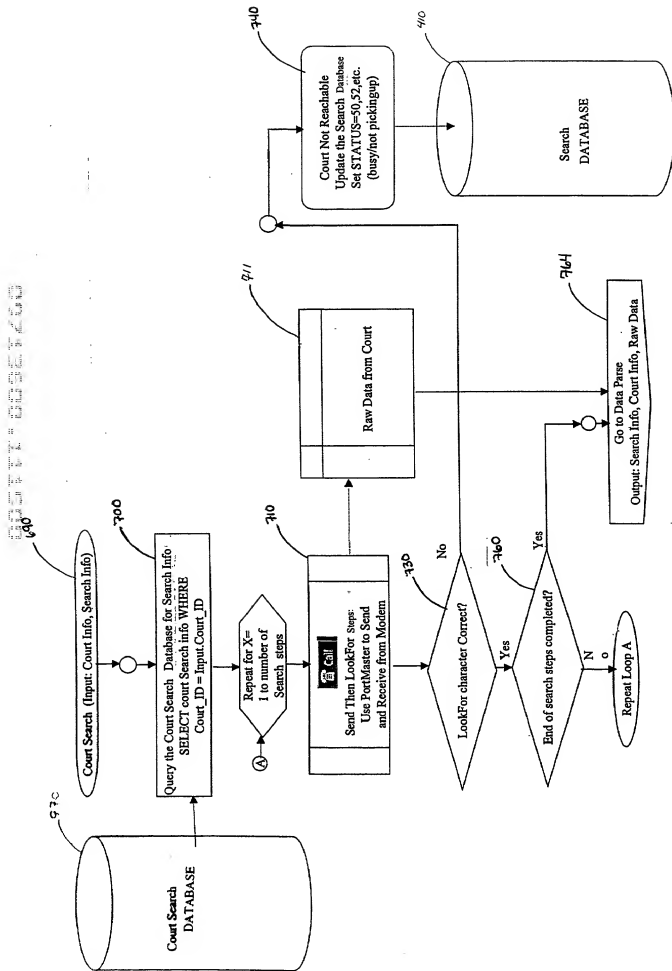 690
Court Search (Input: Court Info, Search Info)
970
Court Search
DATABASE
700
Query the Court Search Database for Search Info:
SELECT court Search info WHERE
Court_ID = Input.Court_ID
A
Repeat for X=
1 to number of
Search steps
710
Call
Send Then LookFor Steps:
Use PortMaster to Send
and Receive from Modem
911
Raw Data from Court
730
LookFor character Correct?
No
Yes
740
Court Not Reachable
Update the Search Database
Set STATUS=50,52,etc.
(busy/not pickingup)
Search
DATABASE
760
End of search steps completed?
Yes
N
o
Repeat Loop A
764
Go to Data Parse
Output: Search Info, Court Info, Raw Data